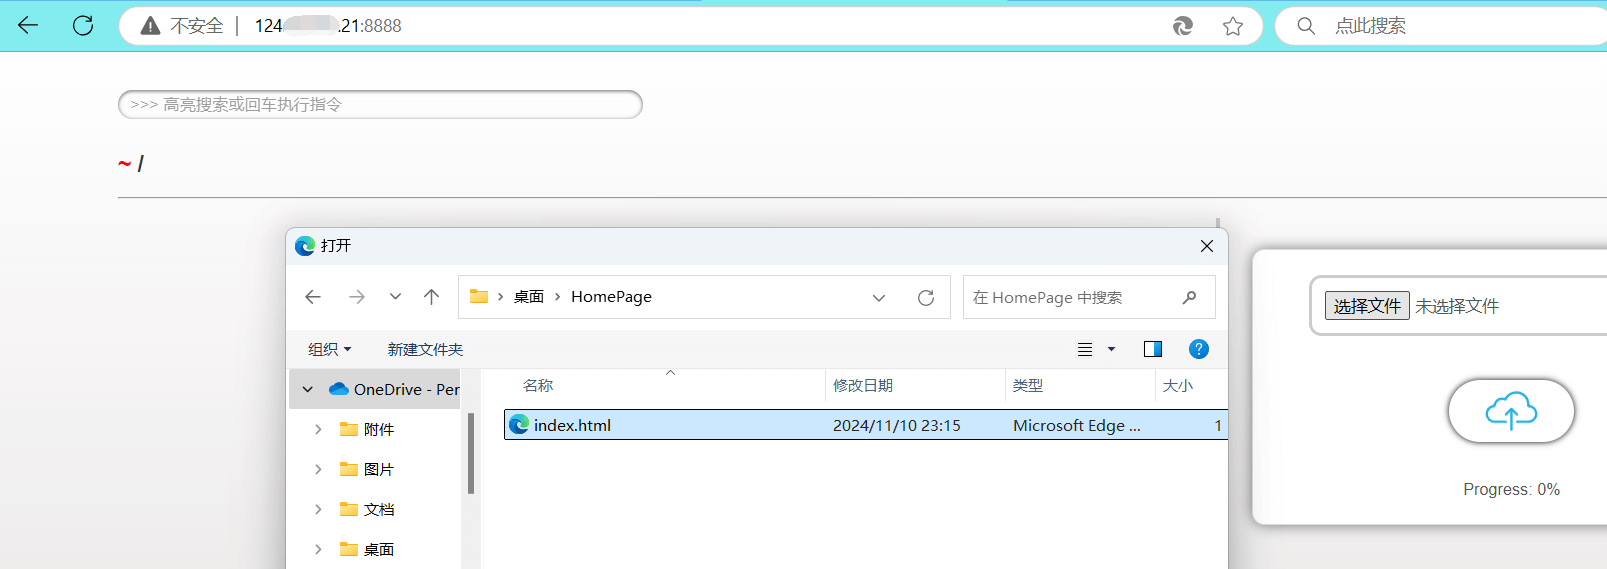 不安全 124 .21:8888 点此搜索
>>> 高亮搜索或回车执行指令
~ /
打开
桌面 HomePage 在 HomePage 中搜索
选择文件 未选择文件
组织 新建文件夹
名称 修改日期 类型 大小
OneDrive - Per
index.html 2024/11/10 23:15 Microsoft Edge ... 1
附件
图片
文档
桌面
Progress: 0%